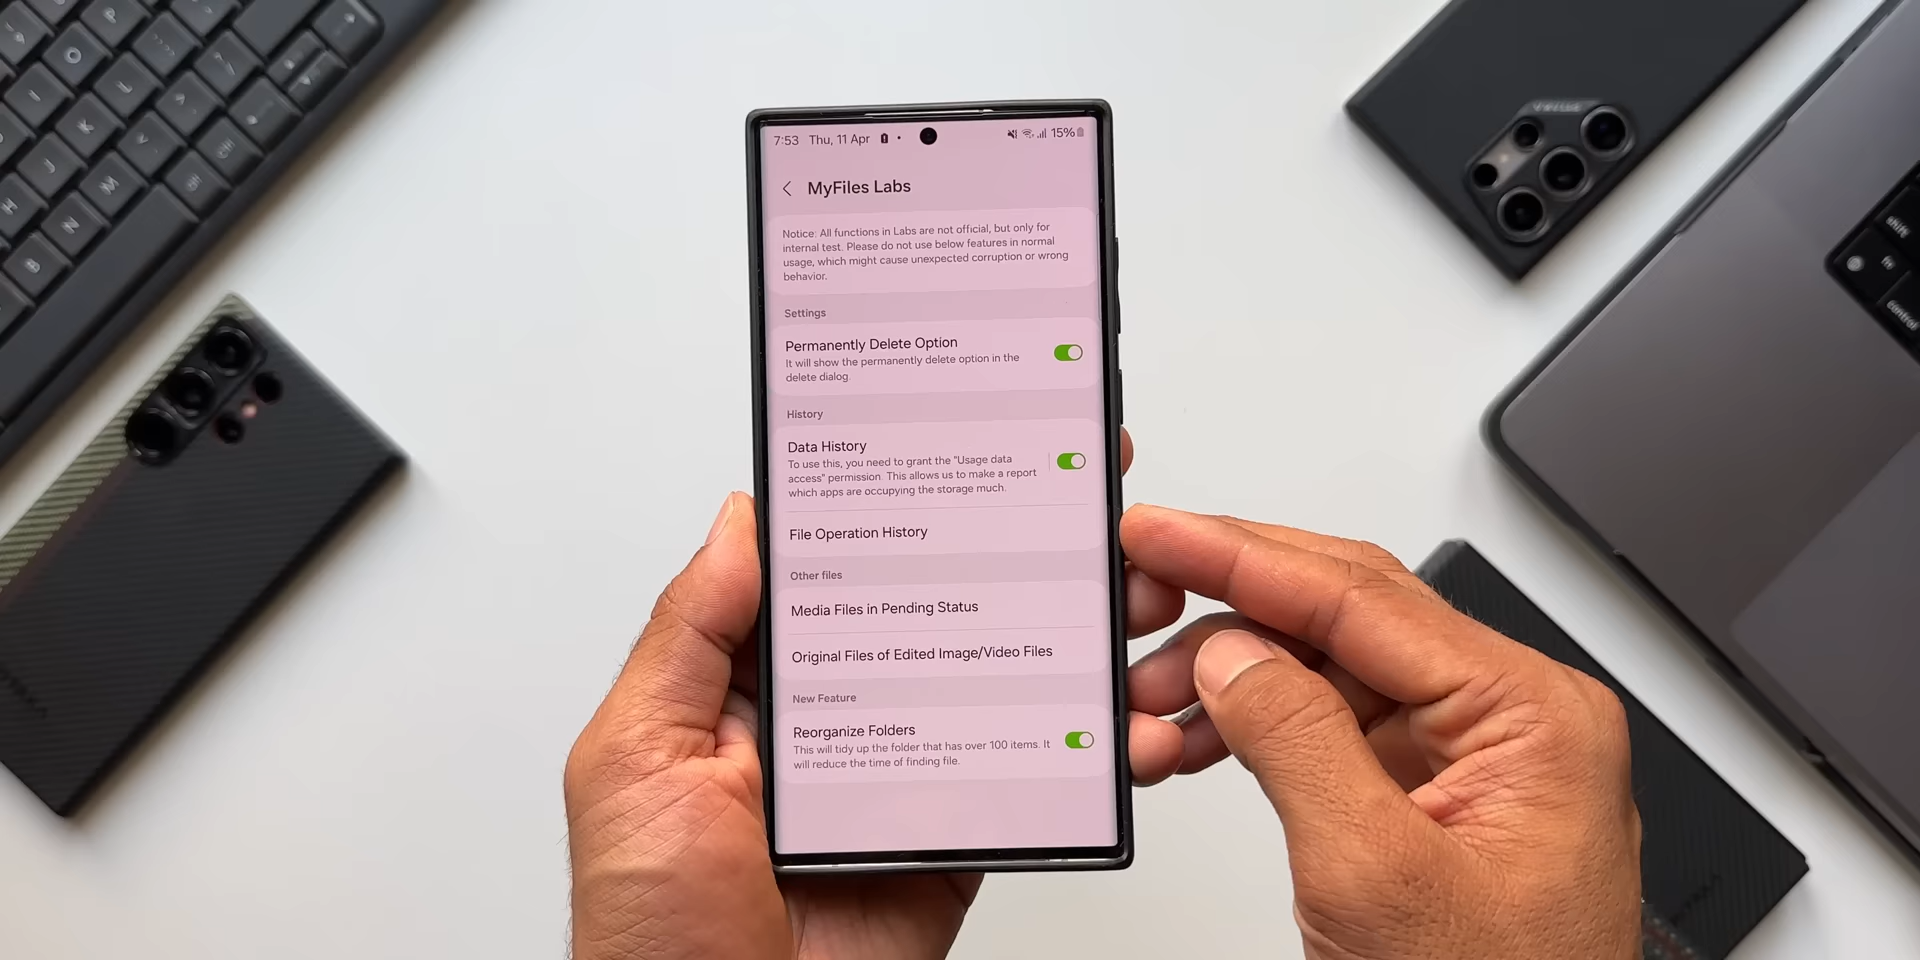 7:53 Thu, 11 Apr 15%
MyFiles Labs
Notice: All functions in Labs are not official, but only for
internal test. Please do not use below features in normal
usage, which might cause unexpected corruption or wrong
behavior.
Settings
Permanently Delete Option
It will show the permanently delete option in the
delete dialog.
History
Data History
To use this, you need to grant the "Usage data
access" permission. This allows us to make a report
which apps are occupying the storage much.
File Operation History
Other files
Media Files in Pending Status
Original Files of Edited Image/Video Files
New Feature
Reorganize Folders
This will tidy up the folder that has over 100 items. It
will reduce the time of finding file.
shift
fn
control